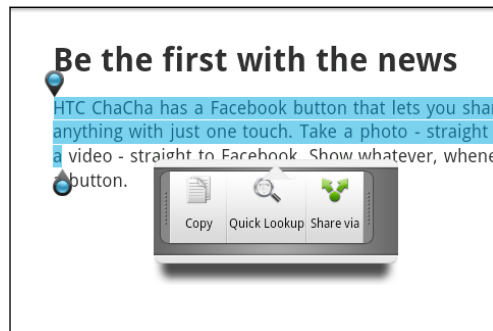 Be the first with the news
HTC ChaCha has a Facebook button that lets you shar
anything with just one touch. Take a photo - straight
a video - straight to Facebook. Show whatever, whene
button.
Copy Quick Lookup Share via